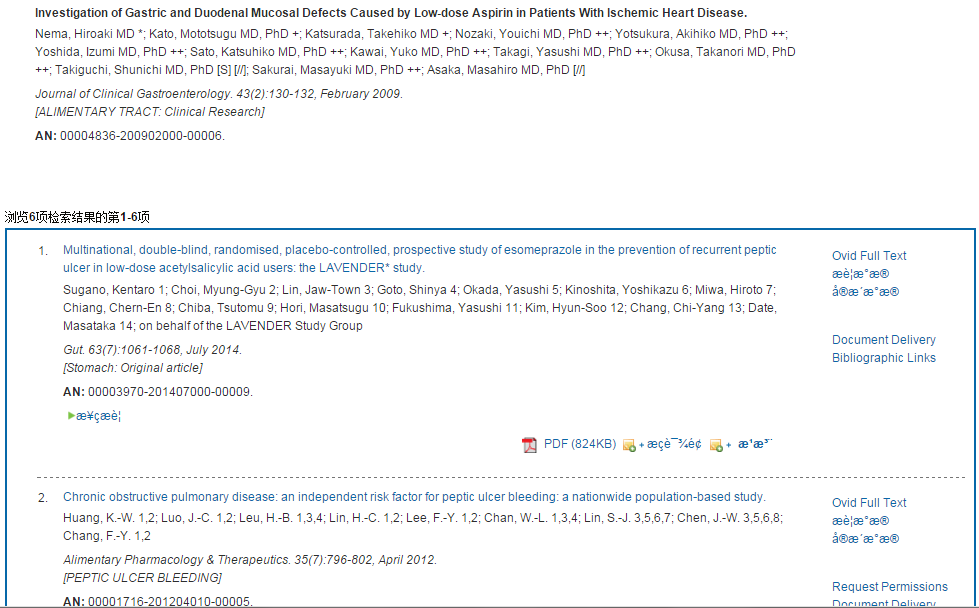 Investigation of Gastric and Duodenal Mucosal Defects Caused by Low-dose Aspirin in Patients With Ischemic Heart Disease.
Nema, Hiroaki MD *; Kato, Mototsugu MD, PhD +; Katsurada, Takehiko MD +; Nozaki, Youichi MD, PhD ++; Yotsukura, Akihiko MD, PhD ++;
Yoshida, Izumi MD, PhD ++; Sato, Katsuhiko MD, PhD ++; Kawai, Yuko MD, PhD ++; Takagi, Yasushi MD, PhD ++; Okusa, Takanori MD, PhD
++; Takiguchi, Shunichi MD, PhD [S] [//]; Sakurai, Masayuki MD, PhD ++; Asaka, Masahiro MD, PhD [//]
Journal of Clinical Gastroenterology. 43(2):130-132, February 2009.
[ALIMENTARY TRACT: Clinical Research]
AN: 00004836-200902000-00006.
浏览6项检索结果的第1-6项
1. Multinational, double-blind, randomised, placebo-controlled, prospective study of esomeprazole in the prevention of recurrent peptic
ulcer in low-dose acetylsalicylic acid users: the LAVENDER* study.
Sugano, Kentaro 1; Choi, Myung-Gyu 2; Lin, Jaw-Town 3; Goto, Shinya 4; Okada, Yasushi 5; Kinoshita, Yoshikazu 6; Miwa, Hiroto 7;
Chiang, Chern-En 8; Chiba, Tsutomu 9; Hori, Masatsugu 10; Fukushima, Yasushi 11; Kim, Hyun-Soo 12; Chang, Chi-Yang 13; Date,
Masataka 14; on behalf of the LAVENDER Study Group
Gut. 63(7):1061-1068, July 2014.
[Stomach: Original article]
AN: 00003970-201407000-00009.
æ¥çæè¦
Ovid Full Text
æè¦æ°æ®
å®æ´æ°æ®
Document Delivery
Bibliographic Links
PDF (824KB) + æçè¯¾é¢ + æ¹æ³¨
2. Chronic obstructive pulmonary disease: an independent risk factor for peptic ulcer bleeding: a nationwide population-based study.
Huang, K.-W. 1,2; Luo, J.-C. 1,2; Leu, H.-B. 1,3,4; Lin, H.-C. 1,2; Lee, F.-Y. 1,2; Chan, W.-L. 1,3,4; Lin, S.-J. 3,5,6,7; Chen, J.-W. 3,5,6,8;
Chang, F.-Y. 1,2
Alimentary Pharmacology & Therapeutics. 35(7):796-802, April 2012.
[PEPTIC ULCER BLEEDING]
AN: 00001716-201204010-00005.
Ovid Full Text
æè¦æ°æ®
å®æ´æ°æ®
Request Permissions
Document Delivery